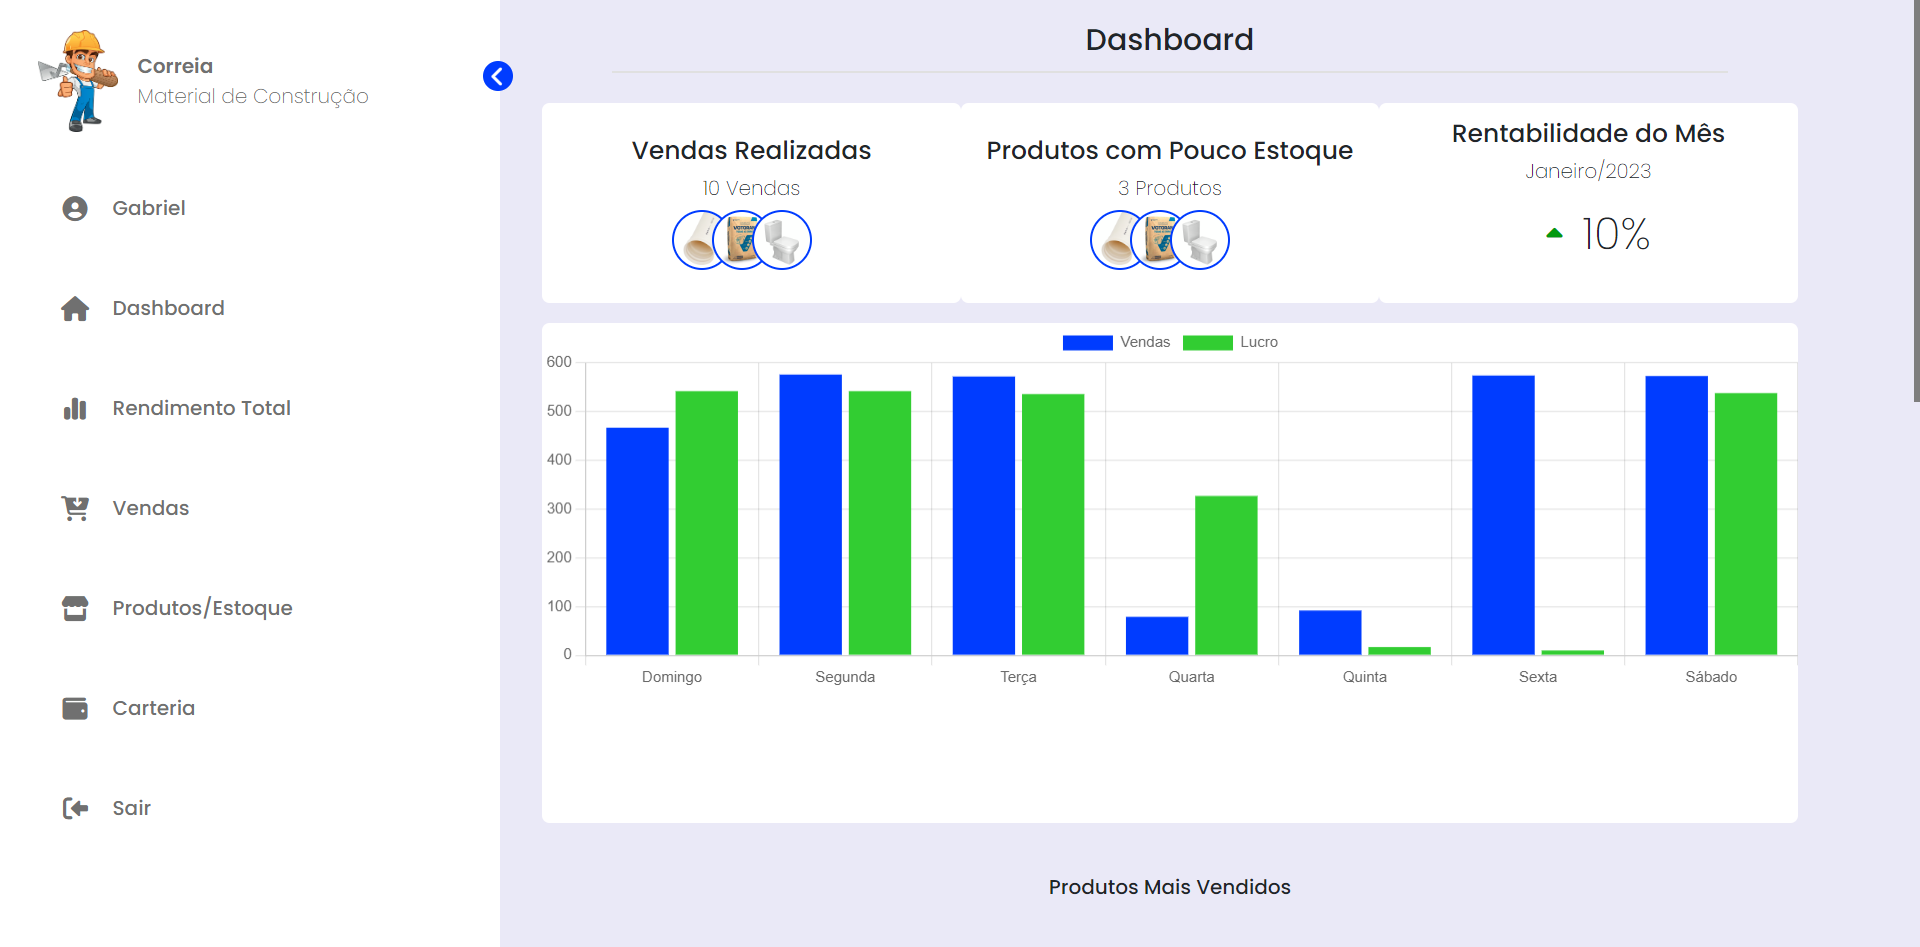 Correia
Material de Construção
Gabriel
Dashboard
Rendimento Total
Vendas
Produtos/Estoque
Carteria
Sair
Dashboard
Vendas Realizadas
10 Vendas
Produtos com Pouco Estoque
3 Produtos
Rentabilidade do Mês
Janeiro/2023
10%
Vendas Lucro
600
500
400
300
200
100
0
Domingo Segunda Terça Quarta Quinta Sexta Sábado
Produtos Mais Vendidos